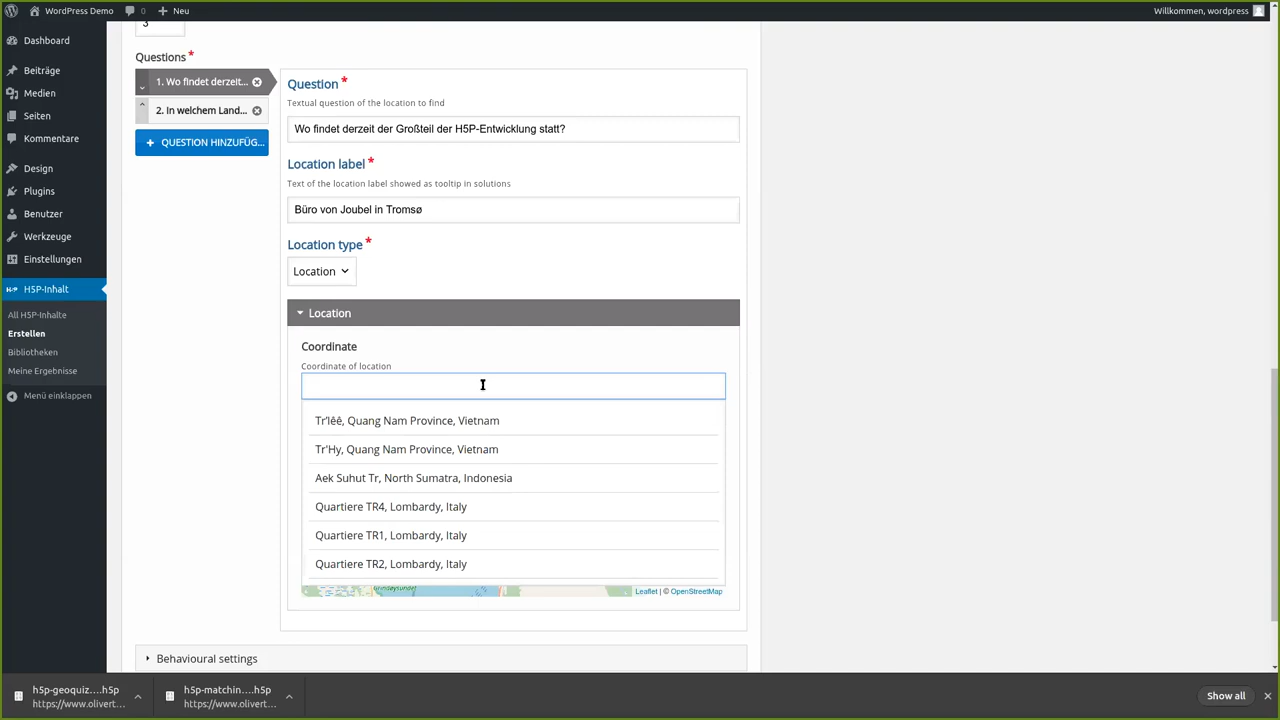 WordPress Demo
0
Neu
Willkommen, wordpress
Dashboard
Beiträge
Medien
Seiten
Kommentare
Design
Plugins
Benutzer
Werkzeuge
Einstellungen
H5P H5P-Inhalt
All H5P-Inhalte
Erstellen
Bibliotheken
Meine Ergebnisse
Menü einklappen
3
Questions *
1. Wo findet derzeit...
2. In welchem Land...
+ QUESTION HINZUFÜG...
Question *
Textual question of the location to find
Wo findet derzeit der Großteil der H5P-Entwicklung statt?
Location label *
Text of the location label showed as tooltip in solutions
Büro von Joubel in Tromsø
Location type *
Location
Location
Coordinate
Coordinate of location
Tr'lêê, Quang Nam Province, Vietnam
Tr'Hy, Quang Nam Province, Vietnam
Aek Suhut Tr, North Sumatra, Indonesia
Quartiere TR4, Lombardy, Italy
Quartiere TR1, Lombardy, Italy
Quartiere TR2, Lombardy, Italy
Leaflet | © OpenStreetMap
Behavioural settings
h5p-geoquiz....h5p
https://www.olivert...
h5p-matchin....h5p
https://www.olivert...
Show all